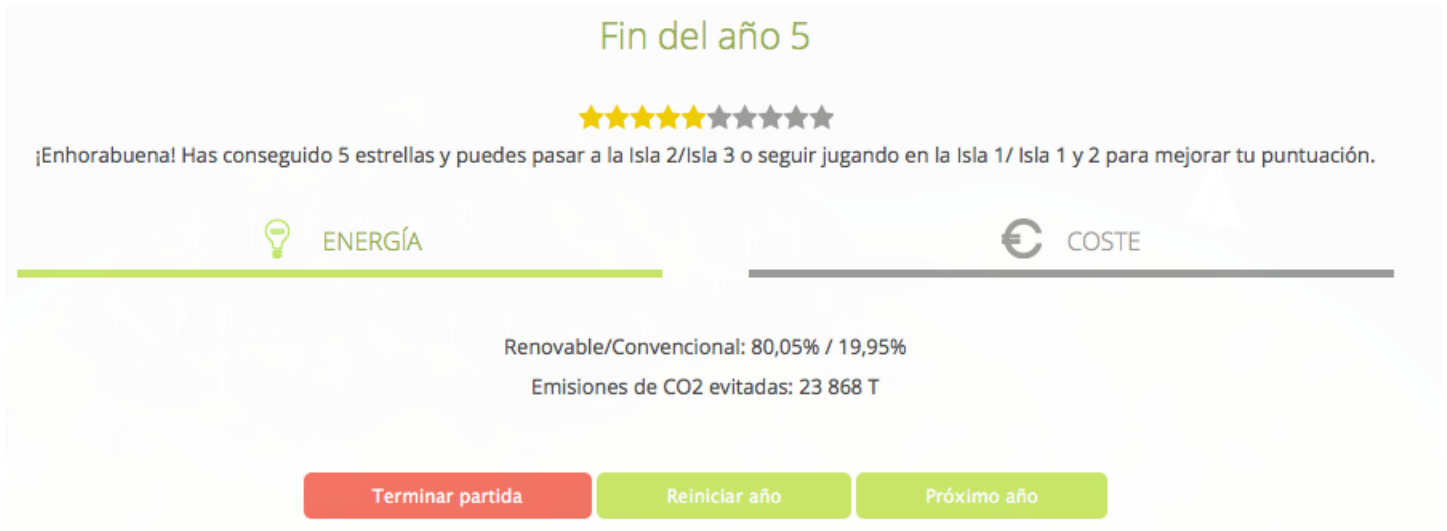 Fin del año 5
¡Enhorabuena! Has conseguido 5 estrellas y puedes pasar a la Isla 2/Isla 3 o seguir jugando en la Isla 1/ Isla 1 y 2 para mejorar tu puntuación.
ENERGÍA
€ COSTE
Renovable/Convencional: 80,05% / 19,95%
Emisiones de CO2 evitadas: 23 868 T
Terminar partida
Reiniciar año
Próximo año